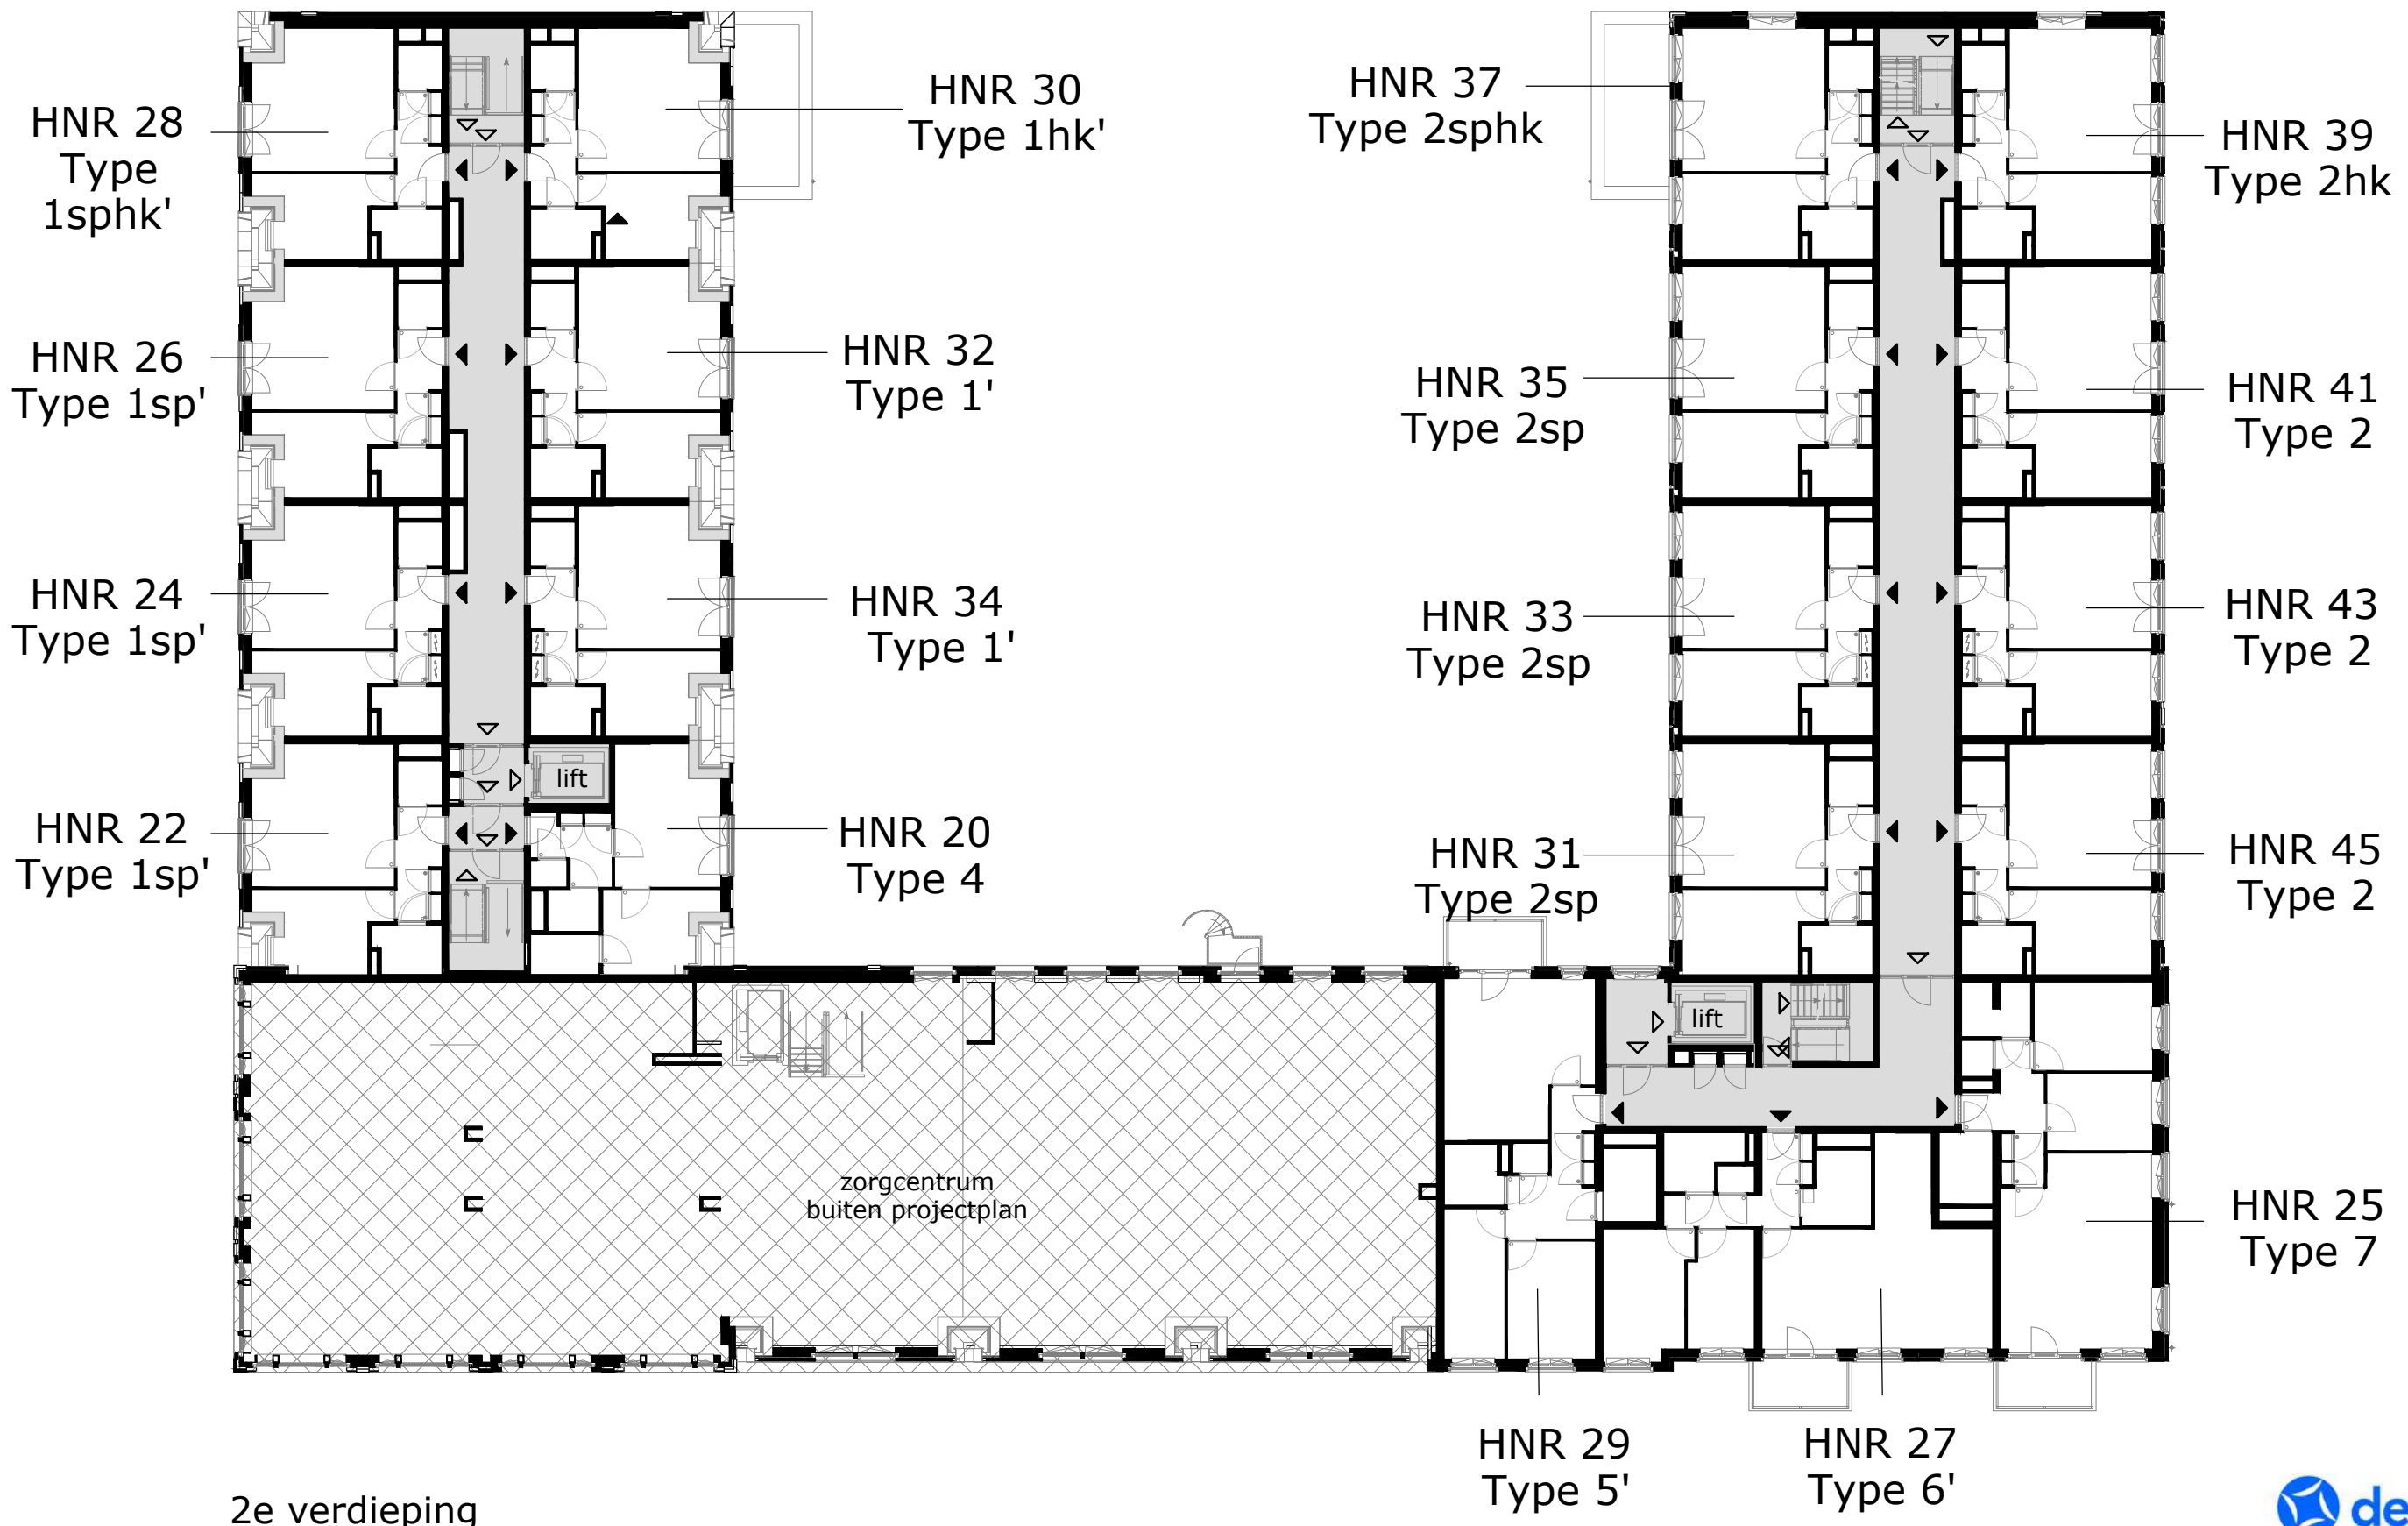 HNR 28
Type
1sphk'
HNR 30
Type 1hk'
HNR 37
Type 2sphk
HNR 39
Type 2hk
HNR 26
Type 1sp'
HNR 32
Type 1'
HNR 35
Type 2sp
HNR 41
Type 2
HNR 24
Type 1sp'
HNR 34
Type 1'
HNR 33
Type 2sp
HNR 43
Type 2
lift
HNR 22
Type 1sp'
HNR 20
Type 4
HNR 31
Type 2sp
HNR 45
Type 2
lift
zorgcentrum
buiten projectplan
HNR 25
Type 7
HNR 29
Type 5'
HNR 27
Type 6'
2e verdieping
de